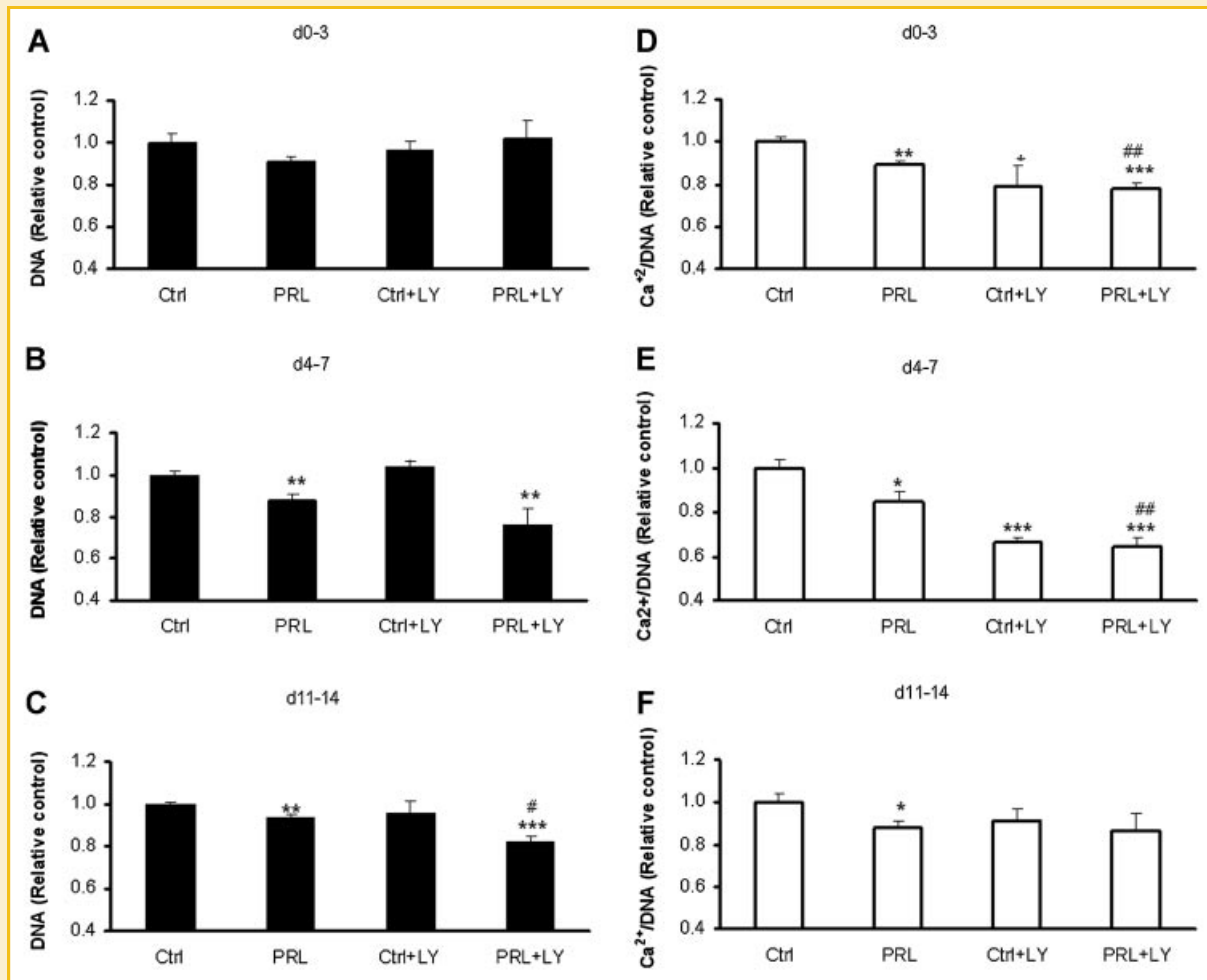 A
d0-3
DNA (Relative control)
1.2
1.0
0.8
0.6
0.4
Ctrl PRL Ctrl+LY PRL+LY
D
d0-3
Ca+2/DNA (Relative control)
1.2
1.0
0.8
0.6
0.4
**
*
##
***
Ctrl PRL Ctrl+LY PRL+LY
B
d4-7
DNA (Relative control)
1.2
1.0
0.8
0.6
0.4
**
**
Ctrl PRL Ctrl+LY PRL+LY
E
d4-7
Ca2+/DNA (Relative control)
1.2
1.0
0.8
0.6
0.4
*
***
##
***
Ctrl PRL Ctrl+LY PRL+LY
C
d11-14
DNA (Relative control)
1.2
1.0
0.8
0.6
0.4
**
#
***
Ctrl PRL Ctrl+LY PRL+LY
F
d11-14
Ca2+/DNA (Relative control)
1.2
1.0
0.8
0.6
0.4
*
Ctrl PRL Ctrl+LY PRL+LY